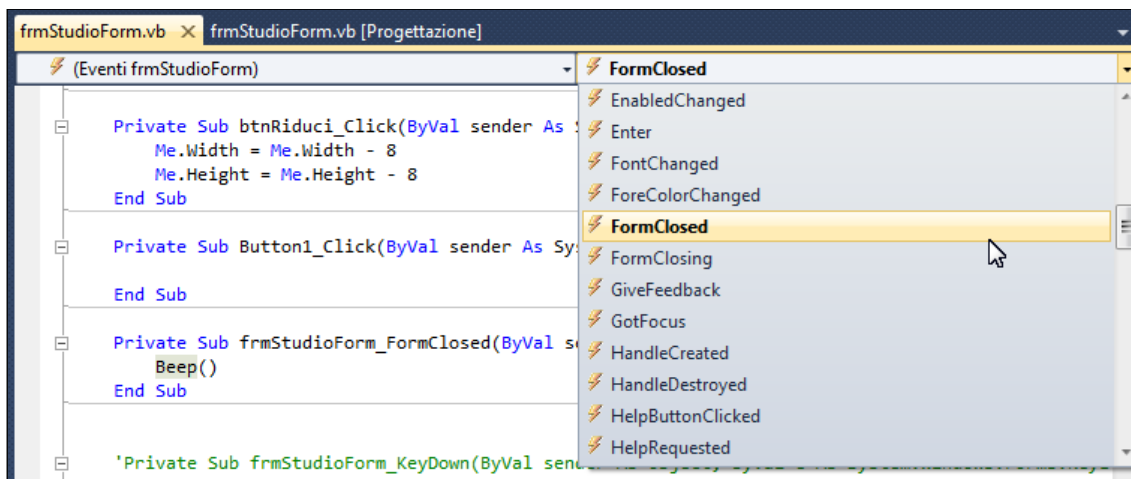 frmStudioForm.vb frmStudioForm.vb [Progettazione]
(Eventi frmStudioForm) FormClosed
Private Sub btnRiduci_Click(ByVal sender As
Me.Width = Me.Width - 8
Me.Height = Me.Height - 8
End Sub
Private Sub Button1_Click(ByVal sender As Sy
End Sub
Private Sub frmStudioForm_FormClosed(ByVal s
Beep()
End Sub
'Private Sub frmStudioForm_KeyDown(ByVal sen
EnabledChanged
Enter
FontChanged
ForeColorChanged
FormClosed
FormClosing
GiveFeedback
GotFocus
HandleCreated
HandleDestroyed
HelpButtonClicked
HelpRequested